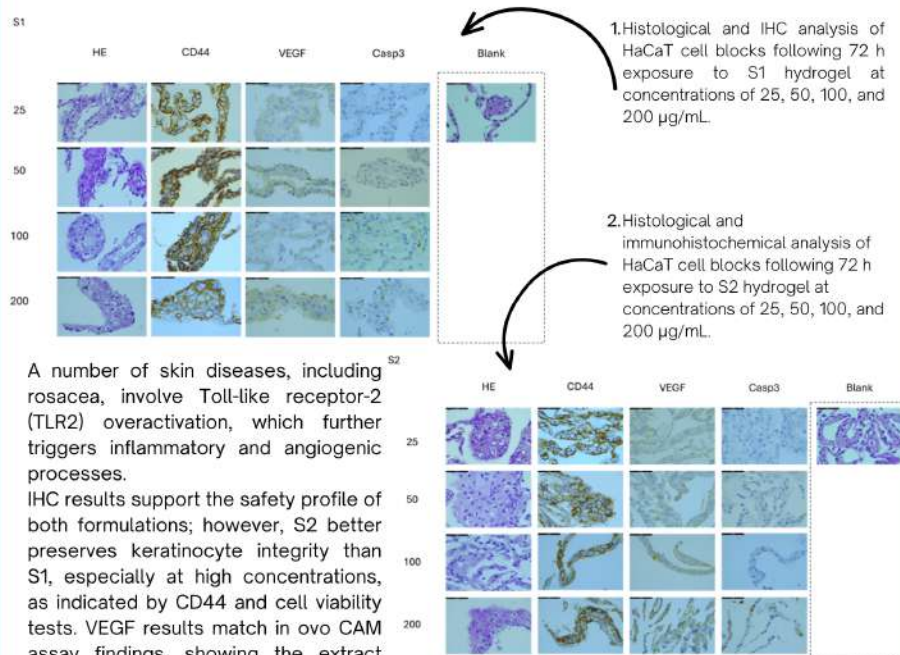 S1
HE CD44 VEGF Casp3 Blank
25
50
100
200
1.Histological and IHC analysis of
HaCaT cell blocks following 72 h
exposure to S1 hydrogel at
concentrations of 25, 50, 100, and
200 µg/mL.
2.Histological and
immunohistochemical analysis of
HaCaT cell blocks following 72 h
exposure to S2 hydrogel at
concentrations of 25, 50, 100, and
200 µg/mL.
A number of skin diseases, including
rosacea, involve Toll-like receptor-2
(TLR2) overactivation, which further
triggers inflammatory and angiogenic
processes.
IHC results support the safety profile of
both formulations; however, S2 better
preserves keratinocyte integrity than
S1, especially at high concentrations,
as indicated by CD44 and cell viability
tests. VEGF results match in ovo CAM
assay findings, showing the extract
S2
HE CD44 VEGF Casp3 Blank
25
50
100
200